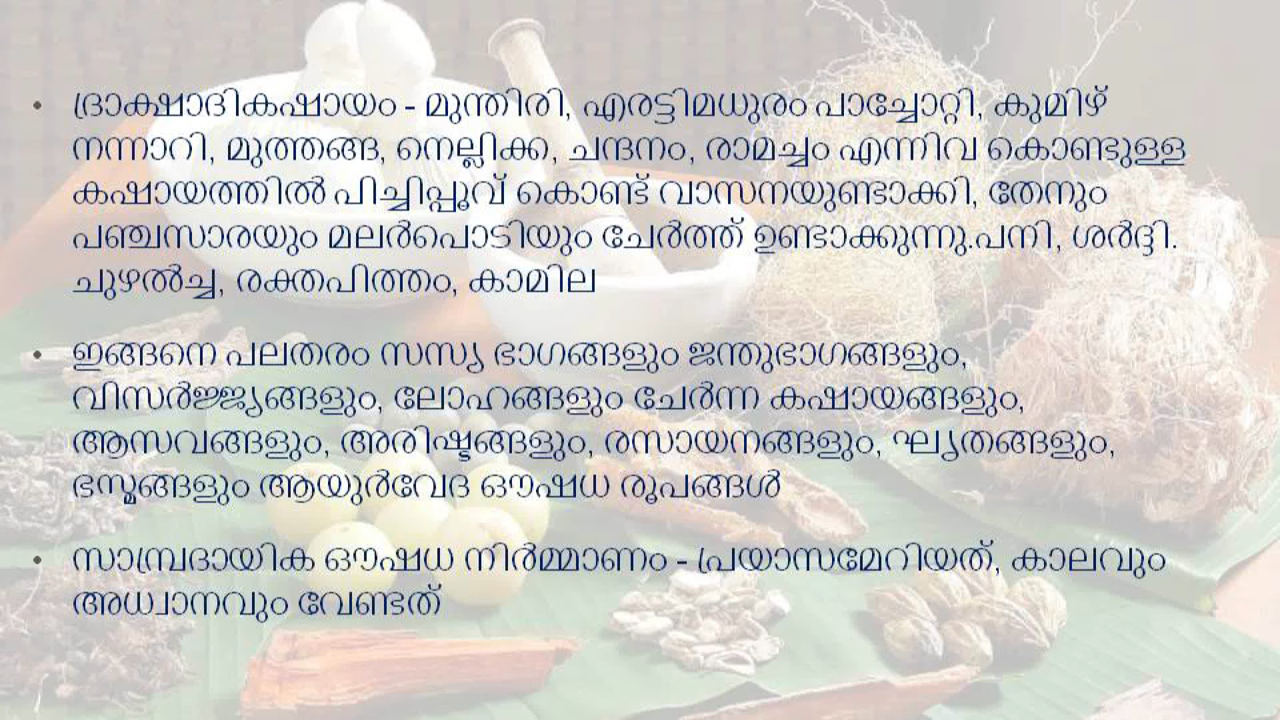 • ദ്രാക്ഷാദികഷായം - മുന്തിരി, എരട്ടിമധുരം പാച്ചോറ്റി, കുമിഴ്
നന്നാറി, മുത്തങ്ങ, നെല്ലിക്ക, ചന്ദനം, രാമച്ചം എന്നിവ കൊണ്ടുള്ള
കഷായത്തിൽ പിച്ചിപ്പൂവ് കൊണ്ട് വാസനയുണ്ടാക്കി, തേനും
പഞ്ചസാരയും മലർപൊടിയും ചേർത്ത് ഉണ്ടാക്കുന്നു.പനി, ശർദ്ദി.
ചുഴൽച്ച, രക്തപിത്തം, കാമില
• ഇങ്ങനെ പലതരം സസ്യ ഭാഗങ്ങളും ജന്തുഭാഗങ്ങളും,
വിസർജ്ജ്യങ്ങളും, ലോഹങ്ങളും ചേർന്ന കഷായങ്ങളും,
ആസവങ്ങളും, അരിഷ്ടങ്ങളും, രസായനങ്ങളും, ഘൃതങ്ങളും,
ഭസ്മങ്ങളും ആയുർവേദ ഔഷധ രൂപങ്ങൾ
• സാമ്പ്രദായിക ഔഷധ നിർമ്മാണം - പ്രയാസമേറിയത്, കാലവും
അധ്വാനവും വേണ്ടത്